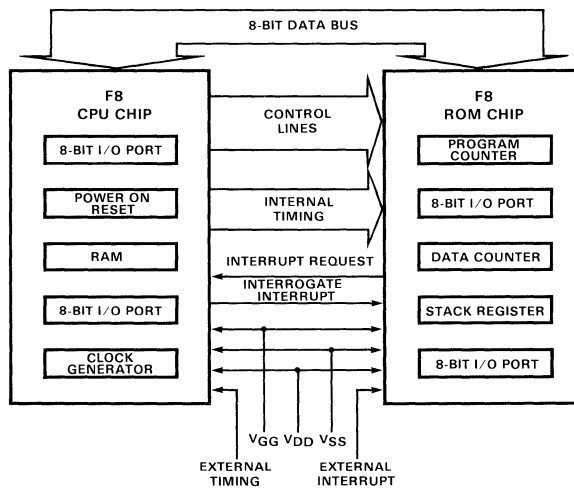 8-BIT DATA BUS
F8
CPU CHIP
8-BIT I/O PORT
POWER ON
RESET
RAM
8-BIT I/O PORT
CLOCK
GENERATOR
CONTROL
LINES
INTERNAL
TIMING
INTERRUPT REQUEST
INTERROGATE
INTERRUPT
F8
ROM CHIP
PROGRAM
COUNTER
8-BIT I/O PORT
DATA COUNTER
STACK REGISTER
8-BIT I/O PORT
VGG VDD VSS
EXTERNAL
TIMING
EXTERNAL
INTERRUPT